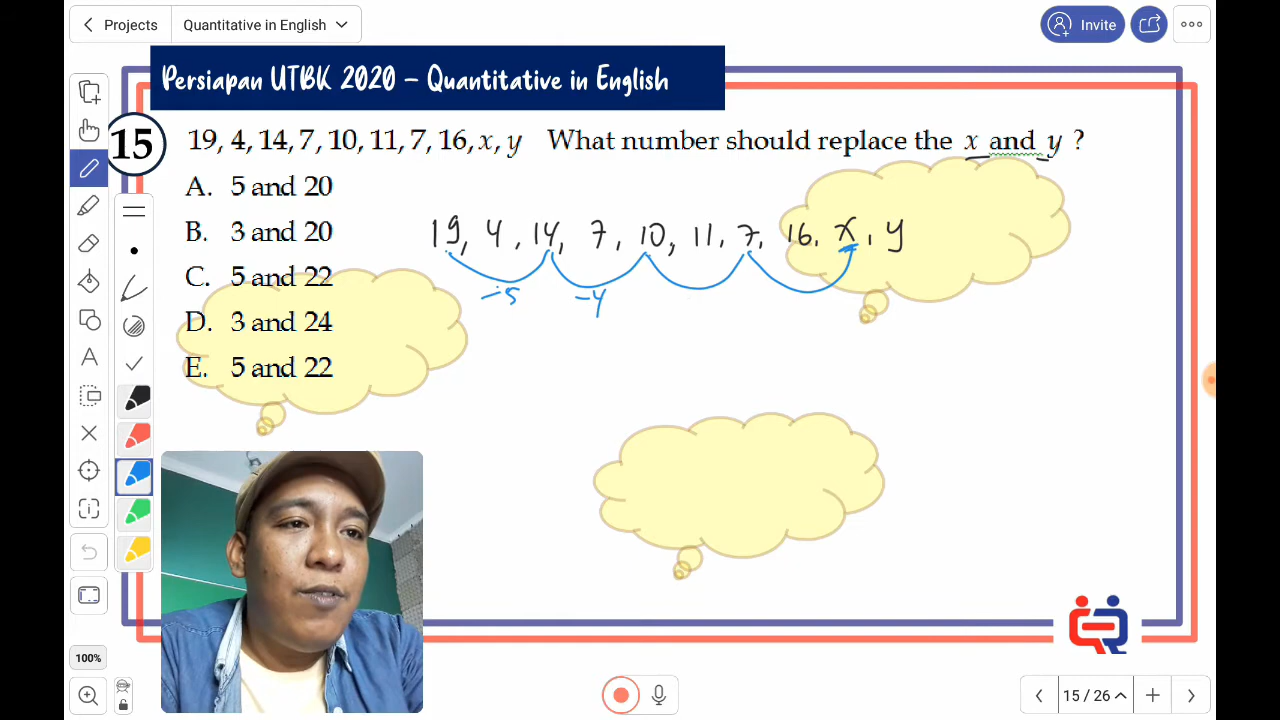 Projects
Quantitative in English
Invite
Persiapan UTBK 2020 – Quantitative in English
15
19, 4, 14, 7, 10, 11, 7, 16, x, y What number should replace the x and y ?
A. 5 and 20
B. 3 and 20
C. 5 and 22
D. 3 and 24
E. 5 and 22
19, 4, 14, 7, 10, 11, 7, 16, x, y
-5 -4
A
100%
15 / 26